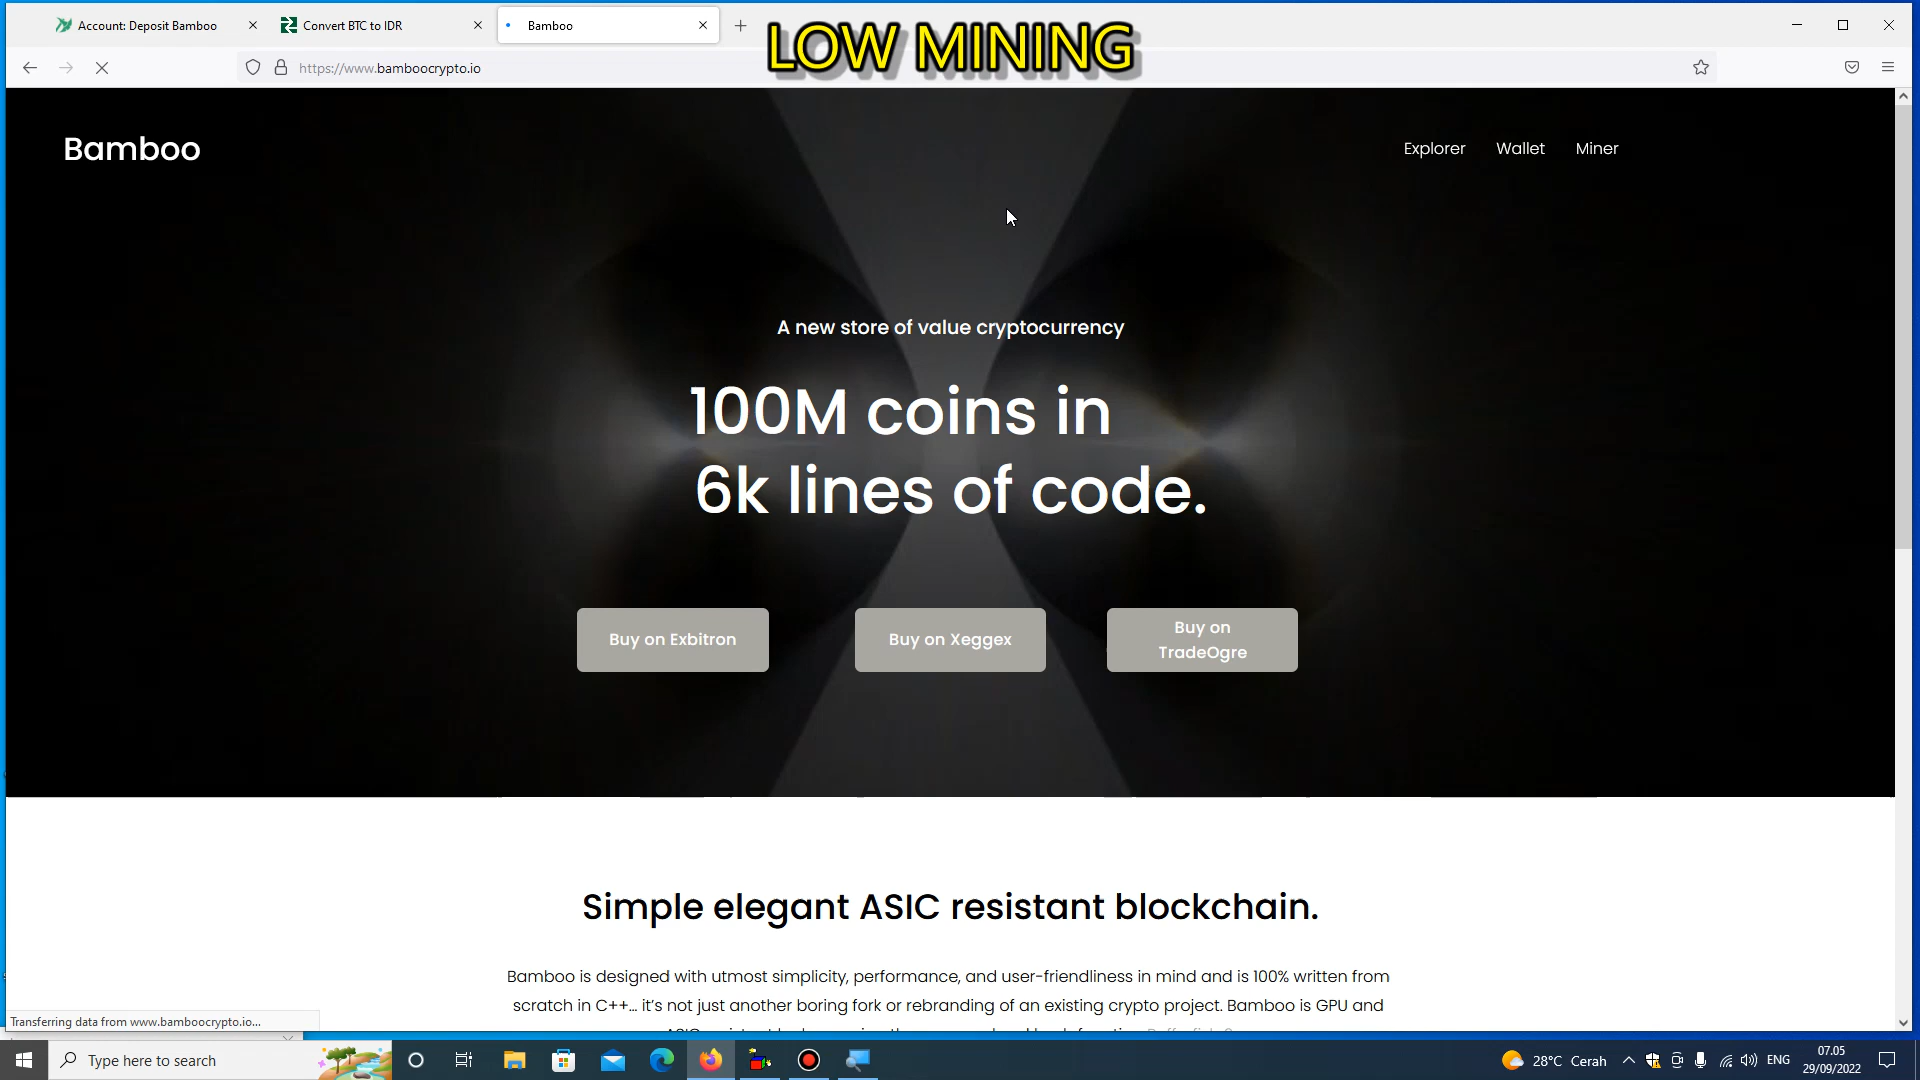 Account: Deposit Bamboo
Convert BTC to IDR
Bamboo
LOW MINING
https://www.bamboocrypto.io
Bamboo
Explorer
Wallet
Miner
A new store of value cryptocurrency
100M coins in
6k lines of code.
Buy on Exbitron
Buy on Xeggex
Buy on
TradeOgre
Simple elegant ASIC resistant blockchain.
Bamboo is designed with utmost simplicity, performance, and user-friendliness in mind and is 100% written from
scratch in C++... it's not just another boring fork or rebranding of an existing crypto project. Bamboo is GPU and
Transferring data from www.bamboocrypto.io...
Type here to search
28°C Cerah
ENG
07.05
29/09/2022